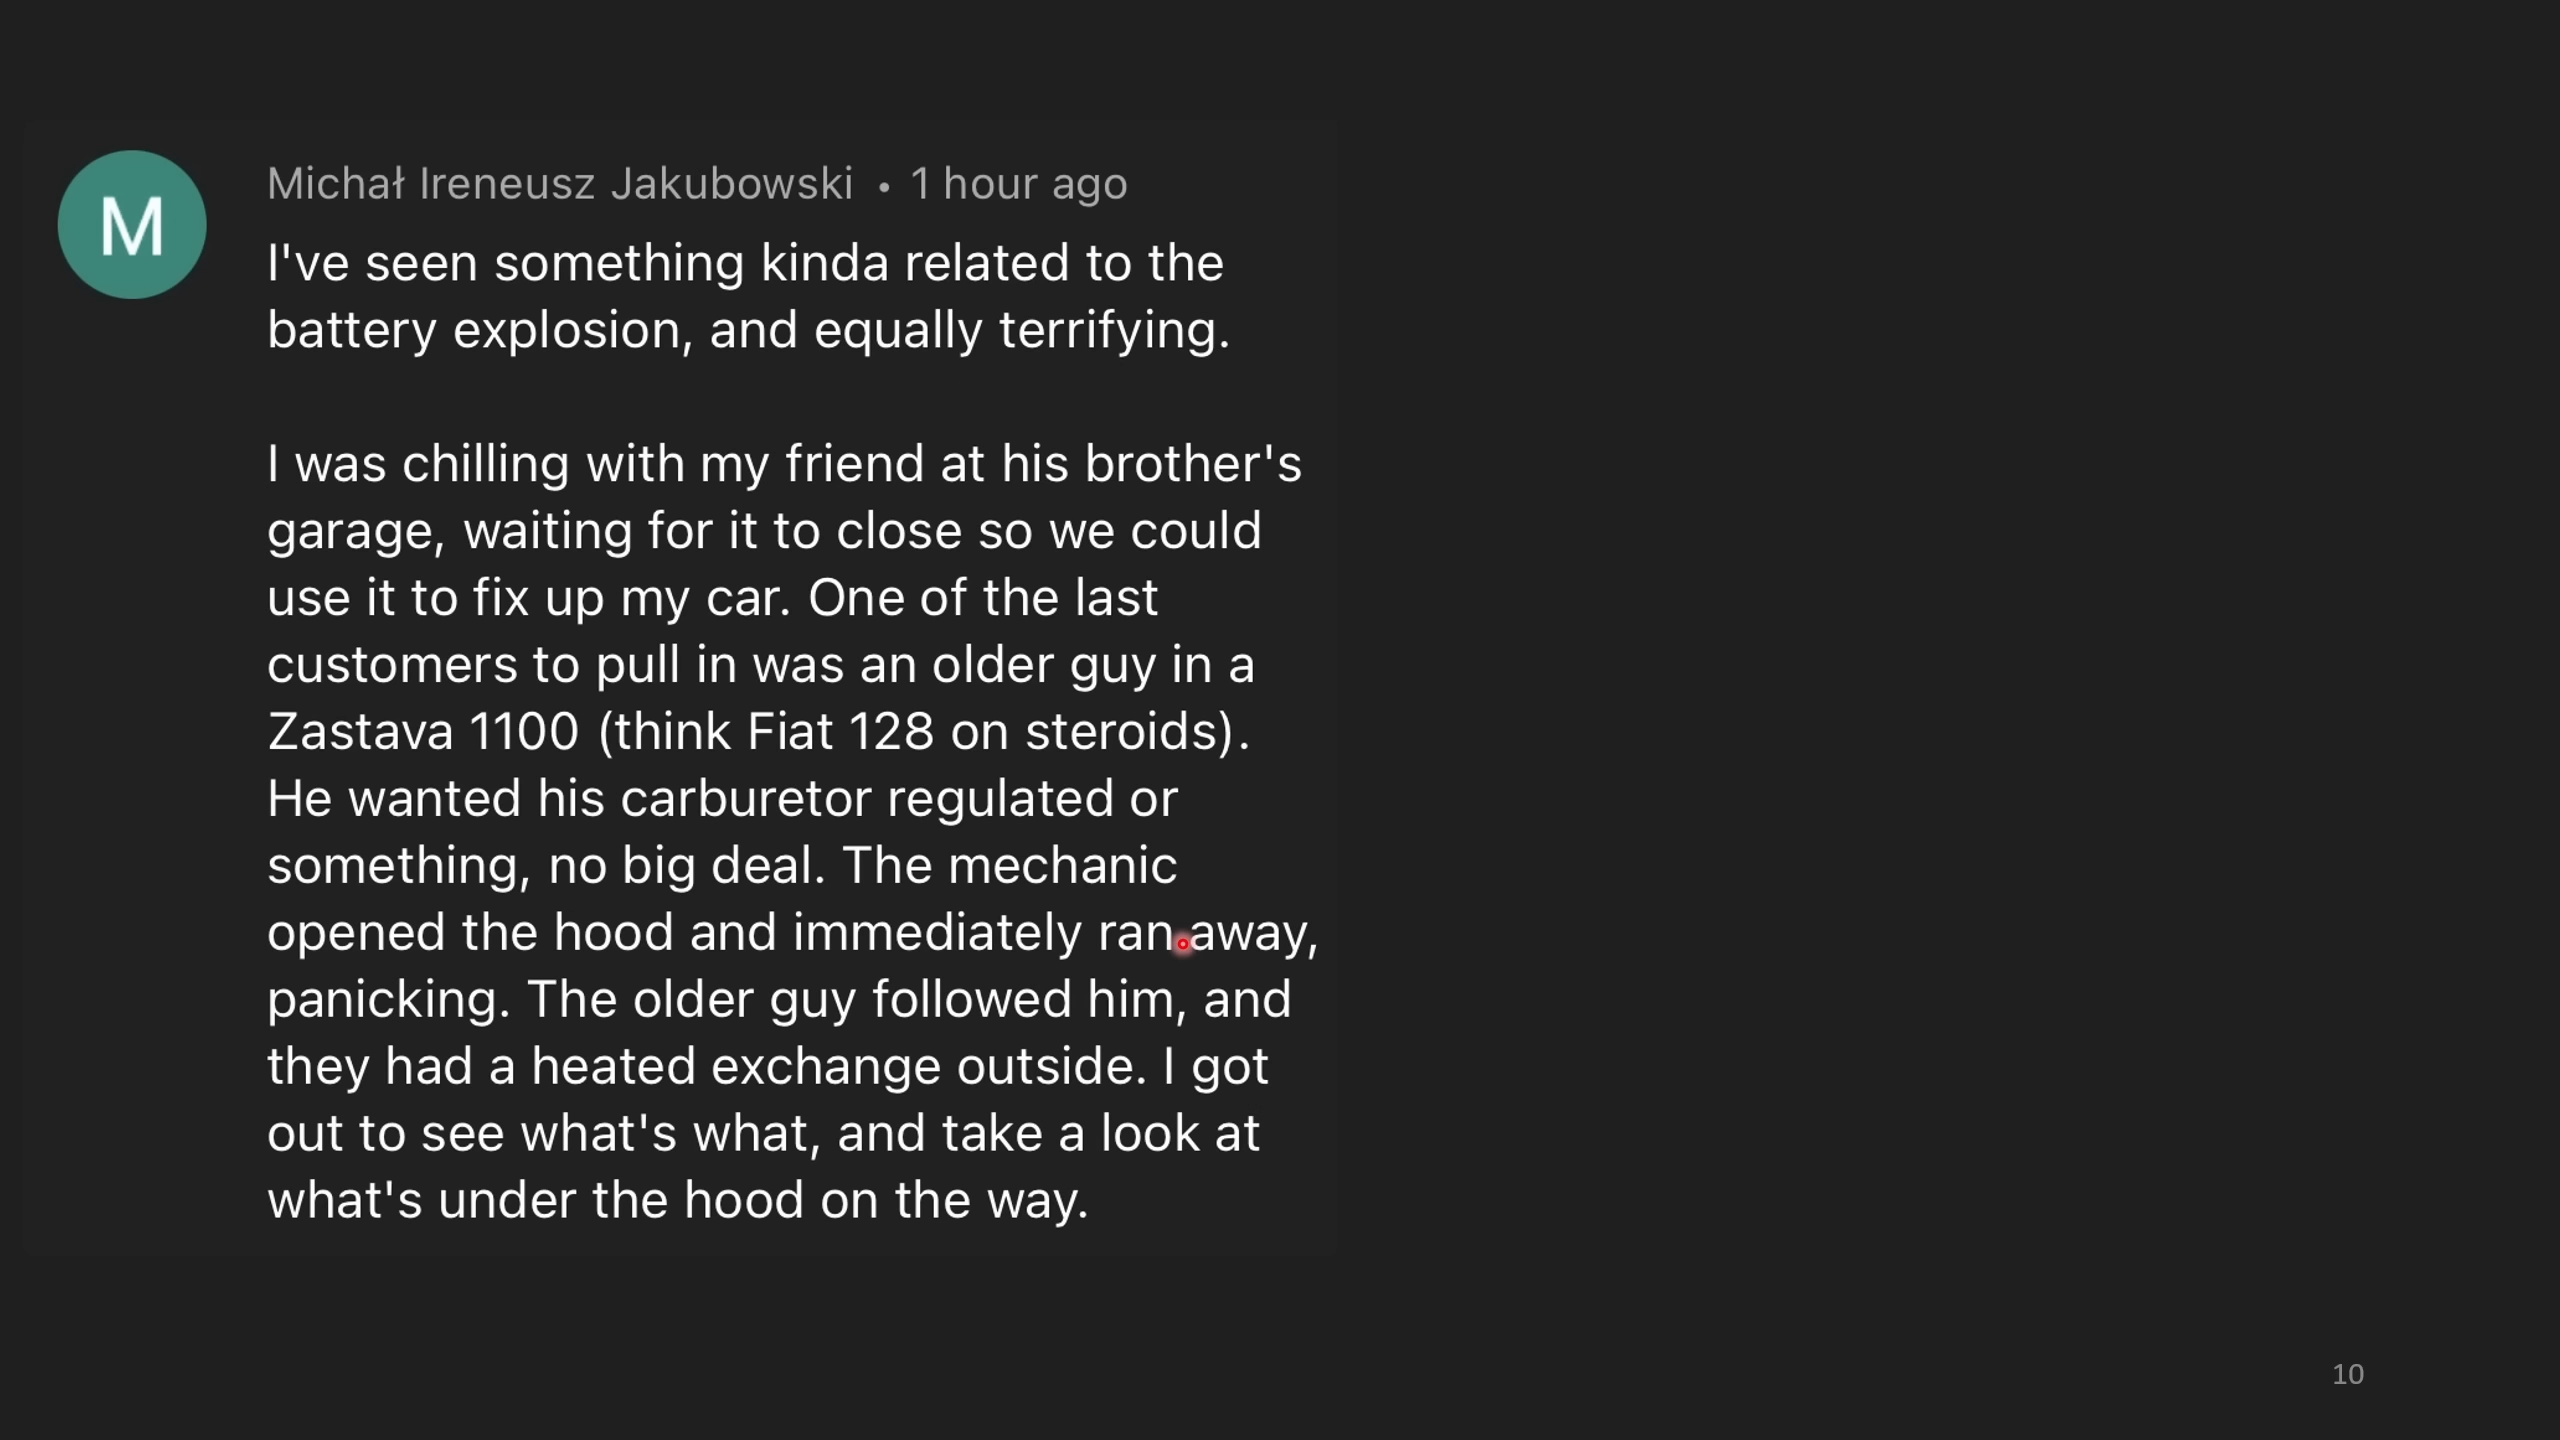 M
Michał Ireneusz Jakubowski • 1 hour ago
I've seen something kinda related to the
battery explosion, and equally terrifying.
I was chilling with my friend at his brother's
garage, waiting for it to close so we could
use it to fix up my car. One of the last
customers to pull in was an older guy in a
Zastava 1100 (think Fiat 128 on steroids).
He wanted his carburetor regulated or
something, no big deal. The mechanic
opened the hood and immediately ran away,
panicking. The older guy followed him, and
they had a heated exchange outside. I got
out to see what's what, and take a look at
what's under the hood on the way.
10